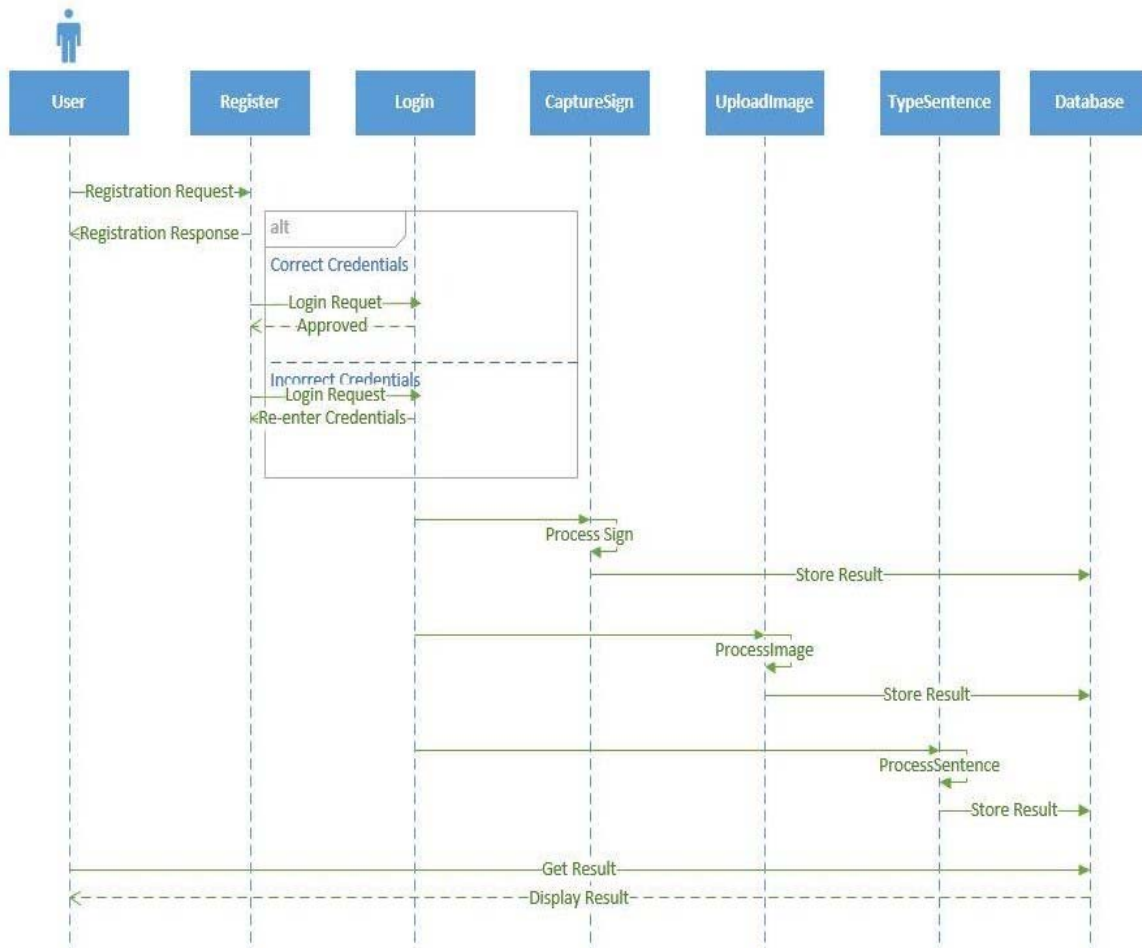 User
Register
Login
CaptureSign
UploadImage
TypeSentence
Database
Registration Request
Registration Response
alt
Correct Credentials
Login Requet
Approved
Incorrect Credentials
Login Request
Re-enter Credentials
Process Sign
Store Result
ProcessImage
Store Result
ProcessSentence
Store Result
Get Result
Display Result